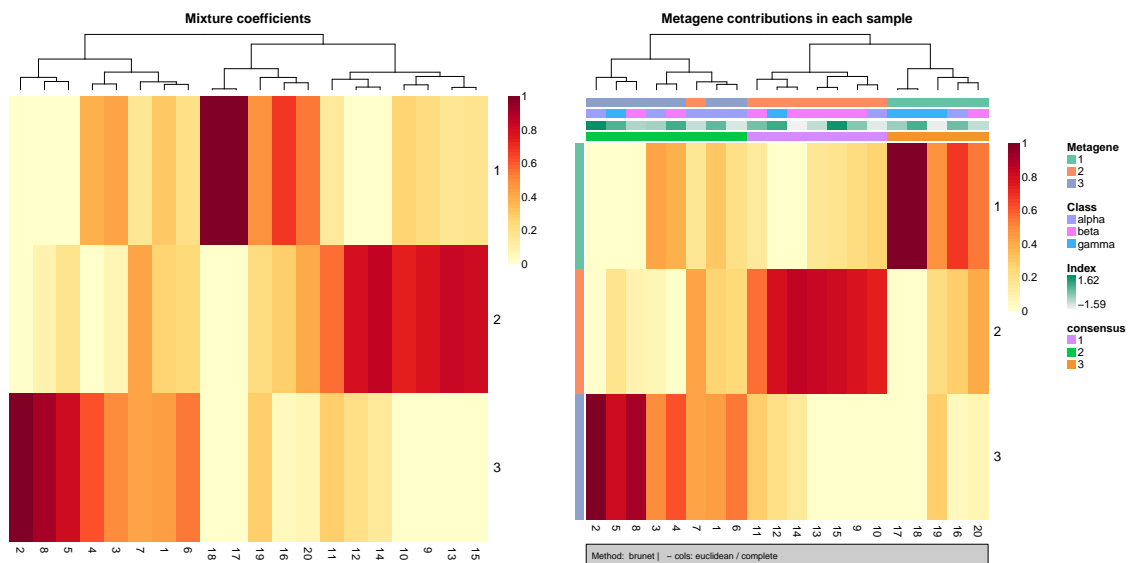 Mixture coefficients
1
0.8
0.6
0.4
0.2
0
1
2
3
2 8 5 4 3 7 1 6 18 17 19 16 20 11 12 14 10 9 13 15
Metagene contributions in each sample
1
0.8
0.6
0.4
0.2
0
1
2
3
2 5 8 3 4 7 1 6 11 12 14 13 15 9 10 17 18 19 16 20
Metagene
1
2
3
Class
alpha
beta
gamma
Index
1.62
−1.59
consensus
1
2
3
Method: brunet | − cols: euclidean / complete